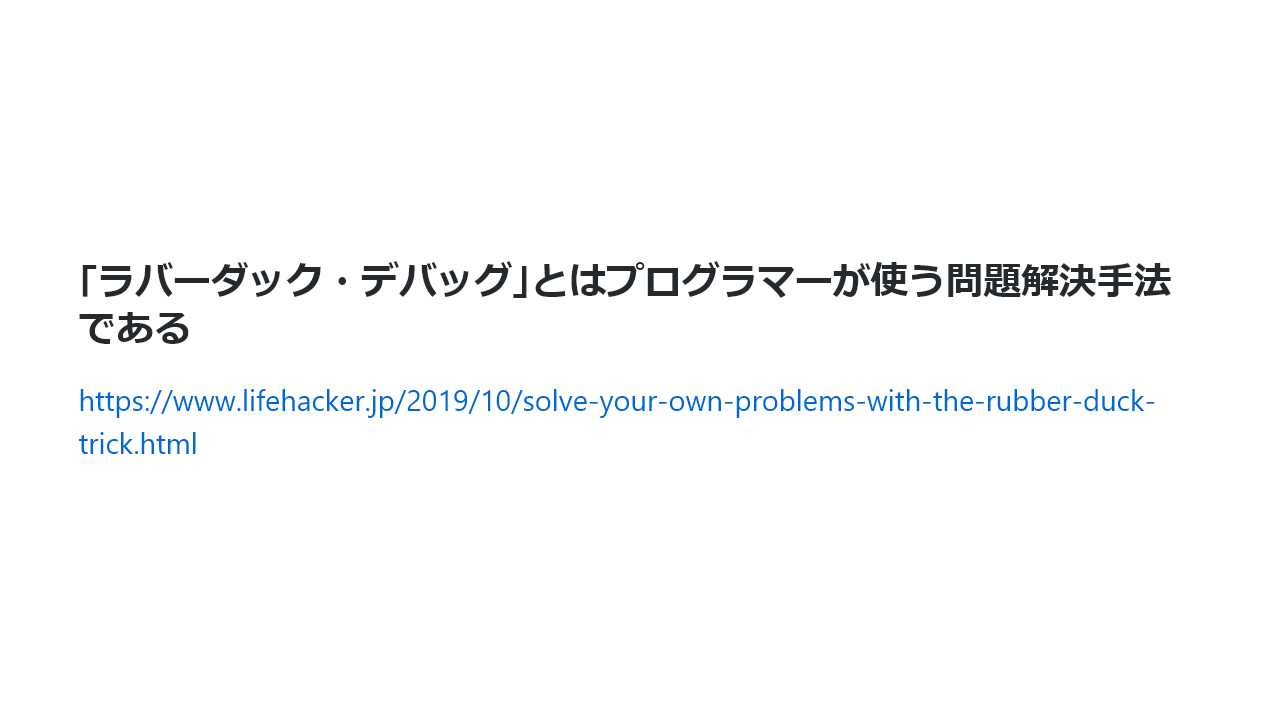 「ラバーダック・デバッグ」とはプログラマーが使う問題解決手法
である
https://www.lifehacker.jp/2019/10/solve-your-own-problems-with-the-rubber-duck-
trick.html